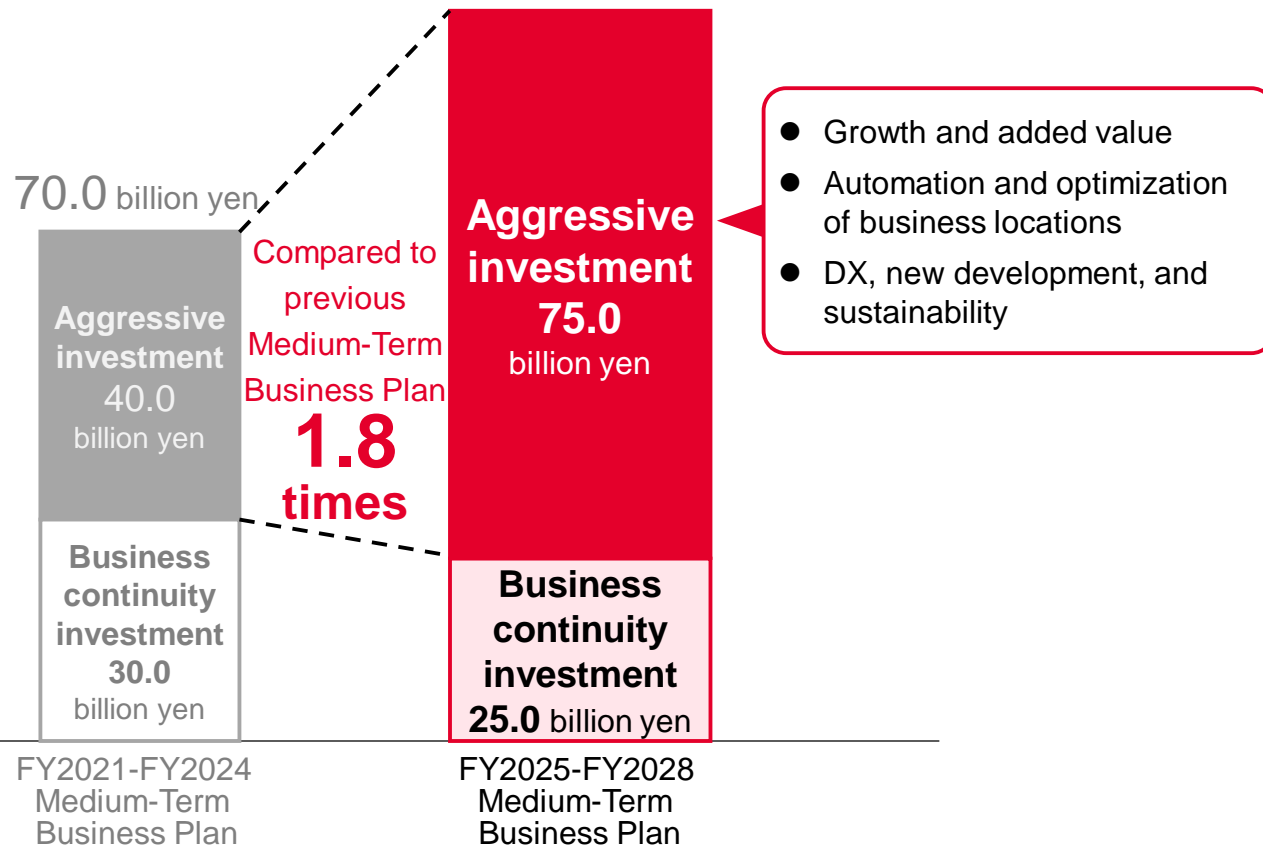 70.0 billion yen
Aggressive
investment
40.0
billion yen
Business
continuity
investment
30.0
billion yen
FY2021-FY2024
Medium-Term
Business Plan
Compared to
previous
Medium-Term
Business Plan
1.8
times
Aggressive
investment
75.0
billion yen
Business
continuity
investment
25.0 billion yen
FY2025-FY2028
Medium-Term
Business Plan
● Growth and added value
● Automation and optimization
of business locations
● DX, new development, and
sustainability